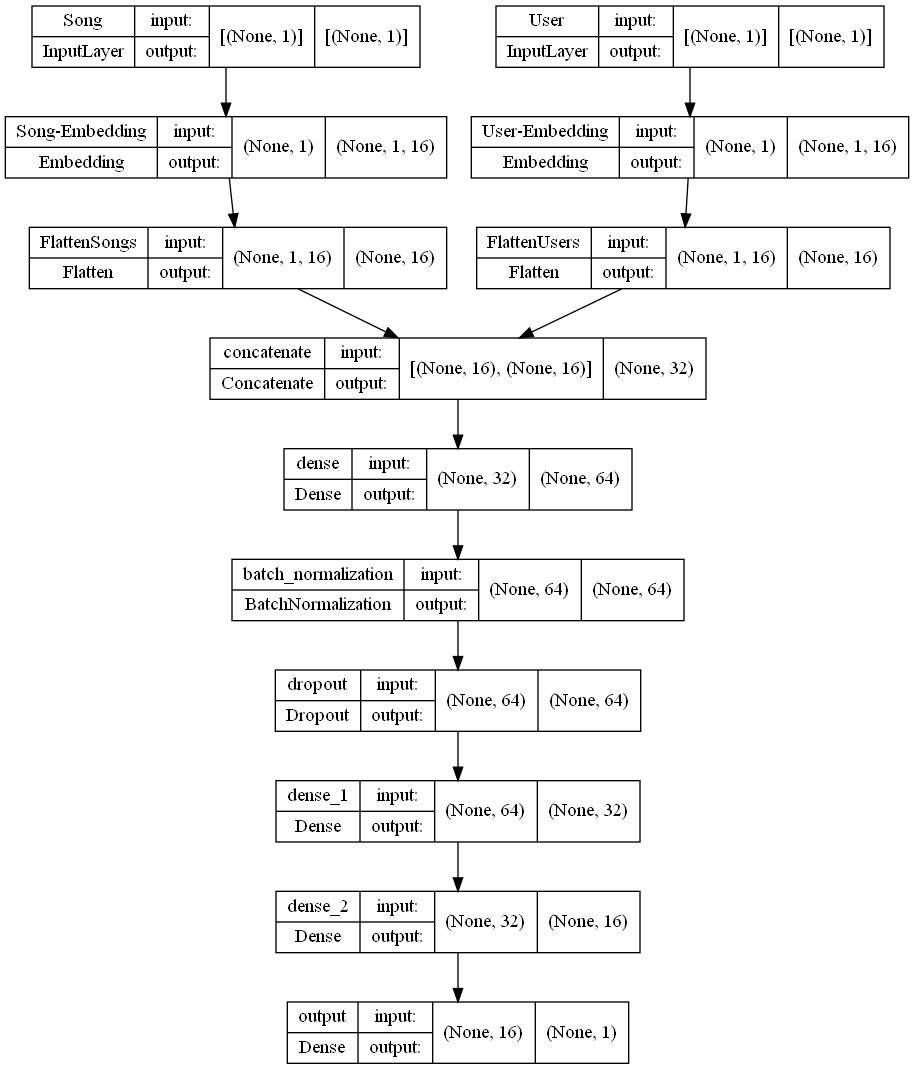 Song input: [(None, 1)] [(None, 1)]
InputLayer output:
User input: [(None, 1)] [(None, 1)]
InputLayer output:
Song-Embedding input: (None, 1) (None, 1, 16)
Embedding output:
User-Embedding input: (None, 1) (None, 1, 16)
Embedding output:
FlattenSongs input: (None, 1, 16) (None, 16)
Flatten output:
FlattenUsers input: (None, 1, 16) (None, 16)
Flatten output:
concatenate input: [(None, 16), (None, 16)] (None, 32)
Concatenate output:
dense input: (None, 32) (None, 64)
Dense output:
batch_normalization input: (None, 64) (None, 64)
BatchNormalization output:
dropout input: (None, 64) (None, 64)
Dropout output:
dense_1 input: (None, 64) (None, 32)
Dense output:
dense_2 input: (None, 32) (None, 16)
Dense output:
output input: (None, 16) (None, 1)
Dense output: